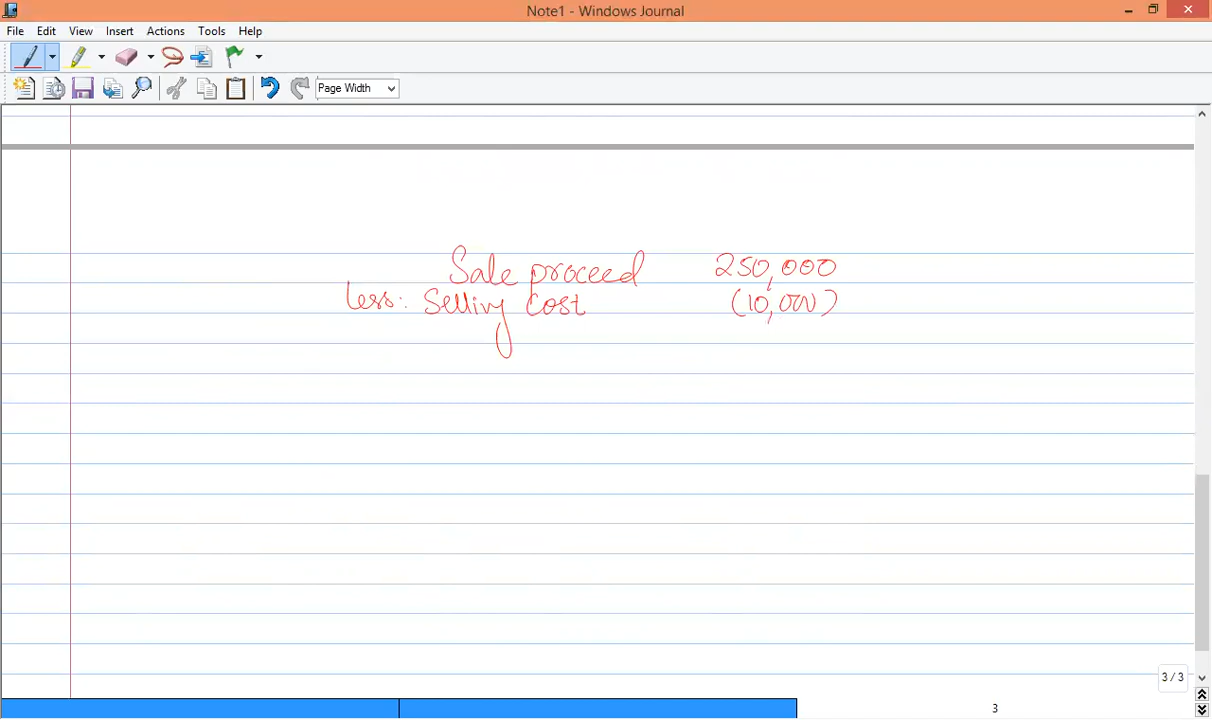 Note1 - Windows Journal
File Edit View Insert Actions Tools Help
Page Width
Sale proceed 250,000
less: Selling cost (10,000)
3 / 3
3